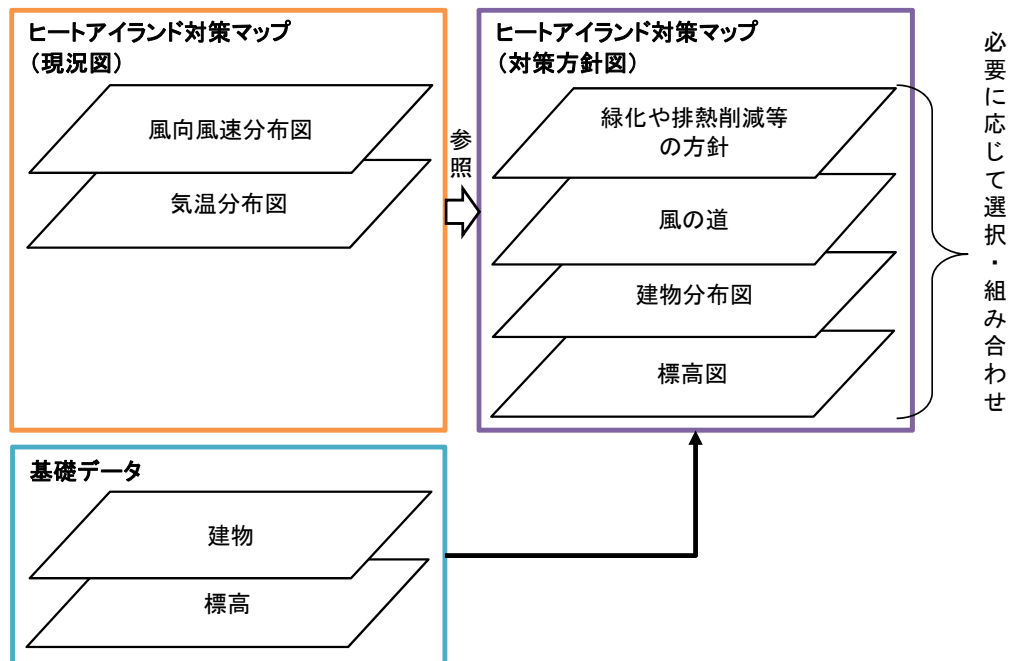 ヒートアイランド対策マップ
（現況図）
風向風速分布図
気温分布図
参照
ヒートアイランド対策マップ
（対策方針図）
緑化や排熱削減等
の方針
風の道
建物分布図
標高図
必要に応じて選択・組み合わせ
基礎データ
建物
標高